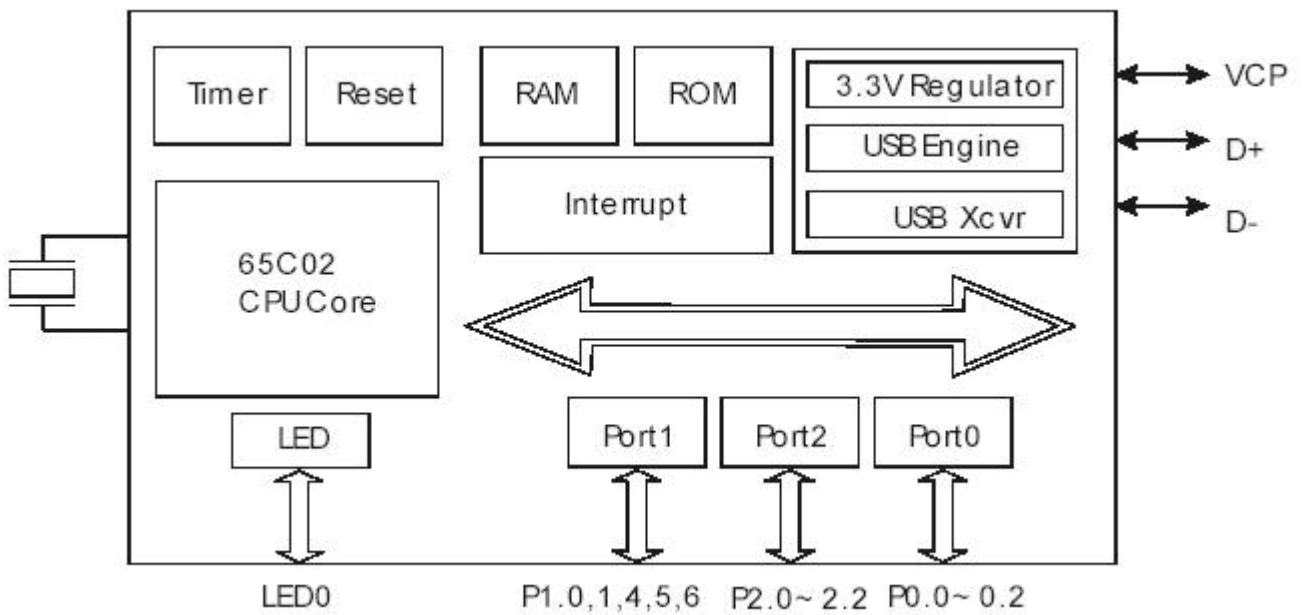 Timer
Reset
RAM
ROM
3.3V Regulator
VCP
USB Engine
D+
Interrupt
USB Xcvr
D-
65C02
CPU Core
LED
Port1
Port2
Port0
LED0
P1.0,1,4,5,6
P2.0~ 2.2
P0.0~ 0.2